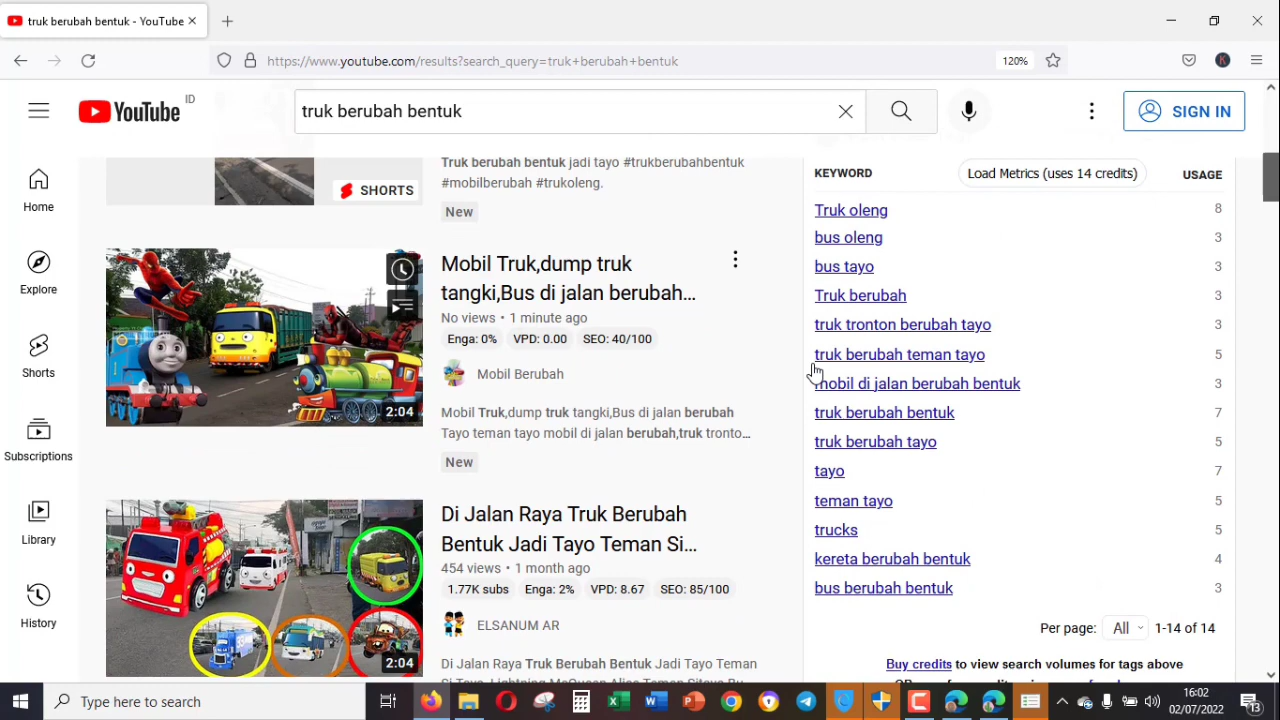 truk berubah bentuk - YouTube
https://www.youtube.com/results?search_query=truk+berubah+bentuk
120%
K
YouTube ID
truk berubah bentuk
SIGN IN
Home
Explore
Shorts
Subscriptions
Library
History
SHORTS
Truk berubah bentuk jadi tayo #trukberubahbentuk
#mobilberubah #trukoleng.
New
2:04
Mobil Truk,dump truk
tangki,Bus di jalan berubah...
No views • 1 minute ago
Enga: 0% VPD: 0.00 SEO: 40/100
Mobil Berubah
Mobil Truk,dump truk tangki,Bus di jalan berubah
Tayo teman tayo mobil di jalan berubah,truk tronto...
New
2:04
Di Jalan Raya Truk Berubah
Bentuk Jadi Tayo Teman Si...
454 views • 1 month ago
1.77K subs Enga: 2% VPD: 8.67 SEO: 85/100
ELSANUM AR
Di Jalan Raya Truk Berubah Bentuk Jadi Tayo Teman
KEYWORD Load Metrics (uses 14 credits) USAGE
Truk oleng 8
bus oleng 3
bus tayo 3
Truk berubah 3
truk tronton berubah tayo 3
truk berubah teman tayo 5
mobil di jalan berubah bentuk 3
truk berubah bentuk 7
truk berubah tayo 5
tayo 7
teman tayo 5
trucks 5
kereta berubah bentuk 4
bus berubah bentuk 3
Per page: All 1-14 of 14
Buy credits to view search volumes for tags above
Type here to search
16:02
02/07/2022
13